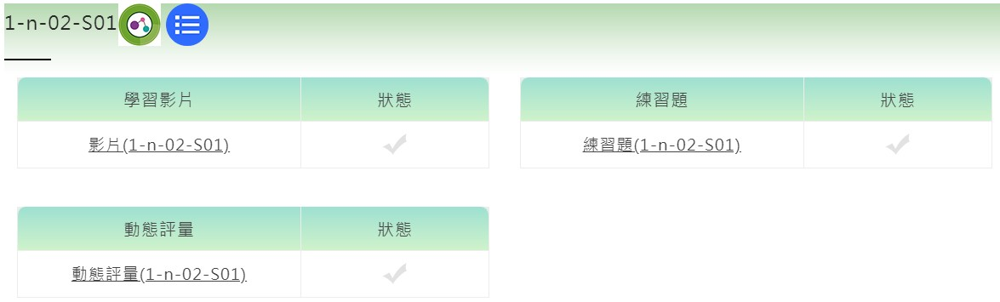 1-n-02-S01
學習影片 狀態
影片(1-n-02-S01)
練習題 狀態
練習題(1-n-02-S01)
動態評量 狀態
動態評量(1-n-02-S01)